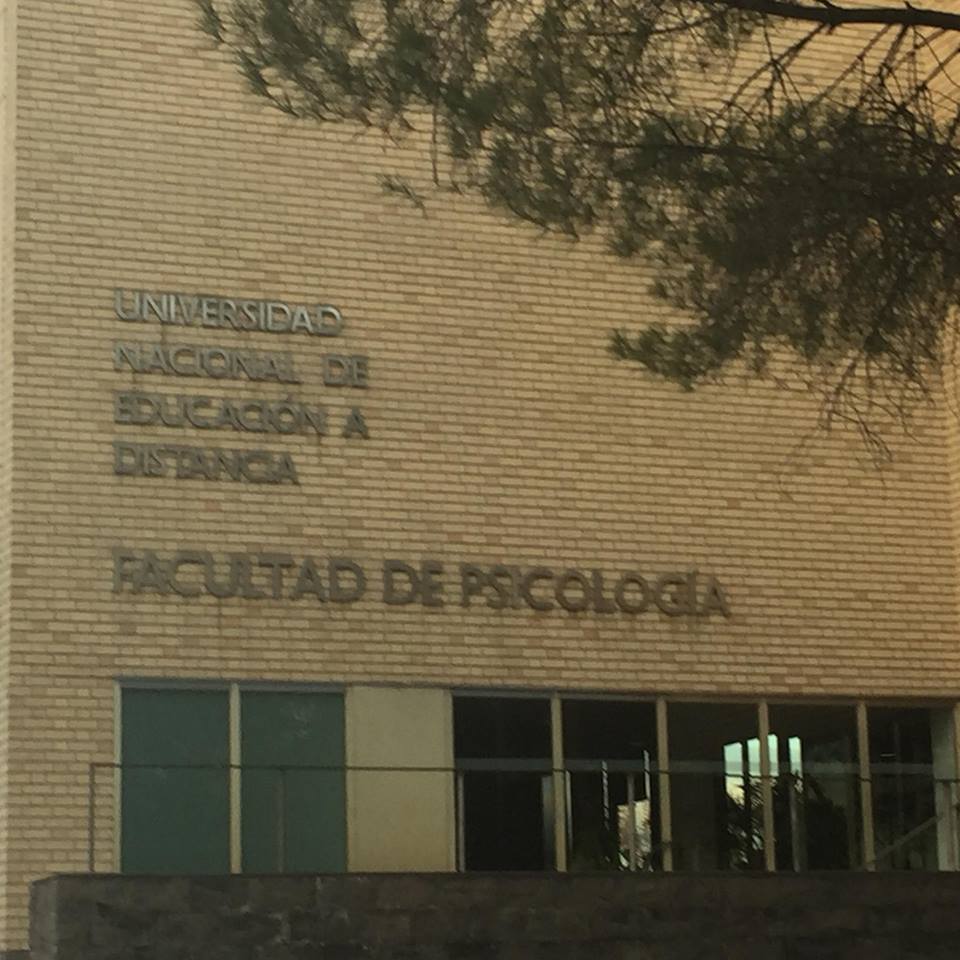 UNIVERSIDAD
NACIONAL DE
EDUCACIÓN A
DISTANCIA
FACULTAD DE PSICOLOGÍA